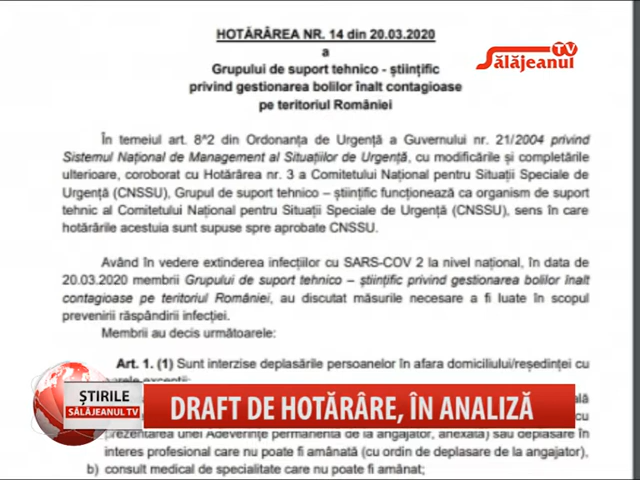 HOTĂRÂREA NR. 14 din 20.03.2020
a
Grupului de suport tehnico - științific
privind gestionarea bolilor înalt contagioase
pe teritoriul României
SălăjeanulTV
În temeiul art. 8^2 din Ordonanța de Urgență a Guvernului nr. 21/2004 privind
Sistemul Național de Management al Situațiilor de Urgență, cu modificările și completările
ulterioare, coroborat cu Hotărârea nr. 3 a Comitetului Național pentru Situații Speciale de
Urgență (CNSSU), Grupul de suport tehnico – științific funcționează ca organism de suport
tehnic al Comitetului Național pentru Situații Speciale de Urgență (CNSSU), sens în care
hotărârile acestuia sunt supuse spre aprobate CNSSU.
Având în vedere extinderea infecțiilor cu SARS-COV 2 la nivel național, în data de
20.03.2020 membrii Grupului de suport tehnico – științific privind gestionarea bolilor înalt
contagioase pe teritoriul României, au discutat măsurile necesare a fi luate în scopul
prevenirii răspândirii infecției.
Membrii au decis următoarele:
Art. 1. (1) Sunt interzise deplasările persoanelor în afara domiciliului/reședinței cu
ȘTIRILE
SĂLĂJEANUL TV
DRAFT DE HOTĂRÂRE, ÎN ANALIZĂ
cu
prezentarea unei Adeverințe permanentă de la angajator, anexată) sau deplasare în
interes profesional care nu poate fi amânată (cu ordin de deplasare de la angajator),
b) consult medical de specialitate care nu poate fi amânat;